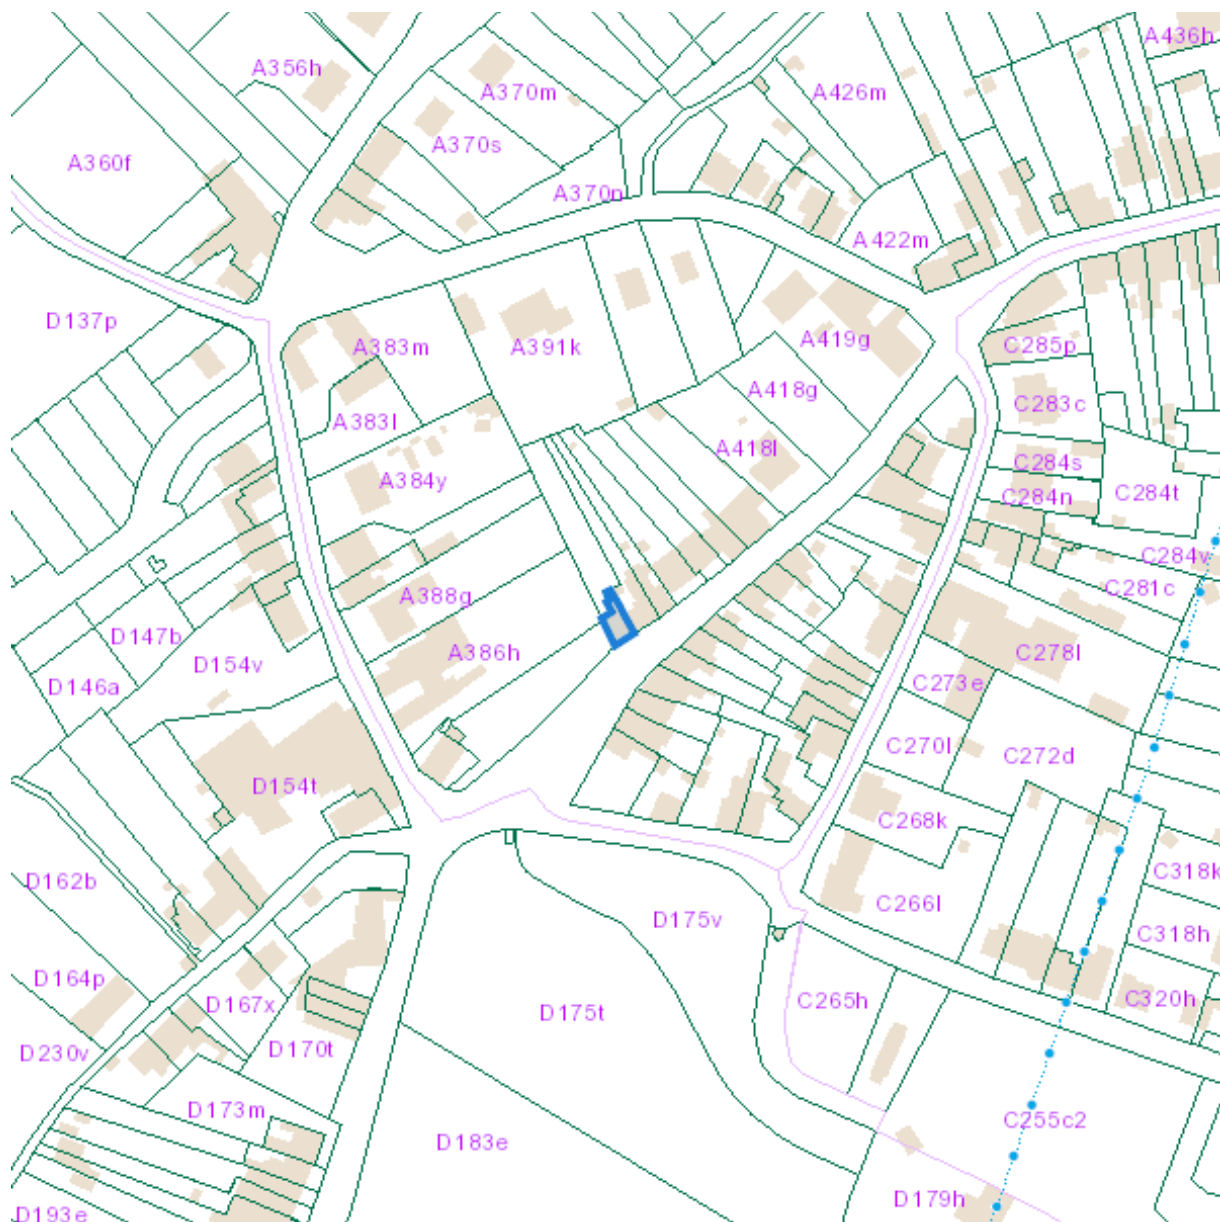 A436h
A356h
A370m
A426m
A370s
A360f
A370n
A422m
D137p
A383m
A391k
A419g
C285p
A418g
C283c
A383l
A418l
C284s
A384y
C284n
C284t
C284v
C281c
A388g
D147b
A386h
C278l
D154v
D146a
C273e
C270l
C272d
D154t
C268k
C318k
D162b
C266l
D175v
C318h
D164p
C265h
C320h
D167x
D175t
D230v
D170t
D173m
C255c2
D183e
D179h
D193e